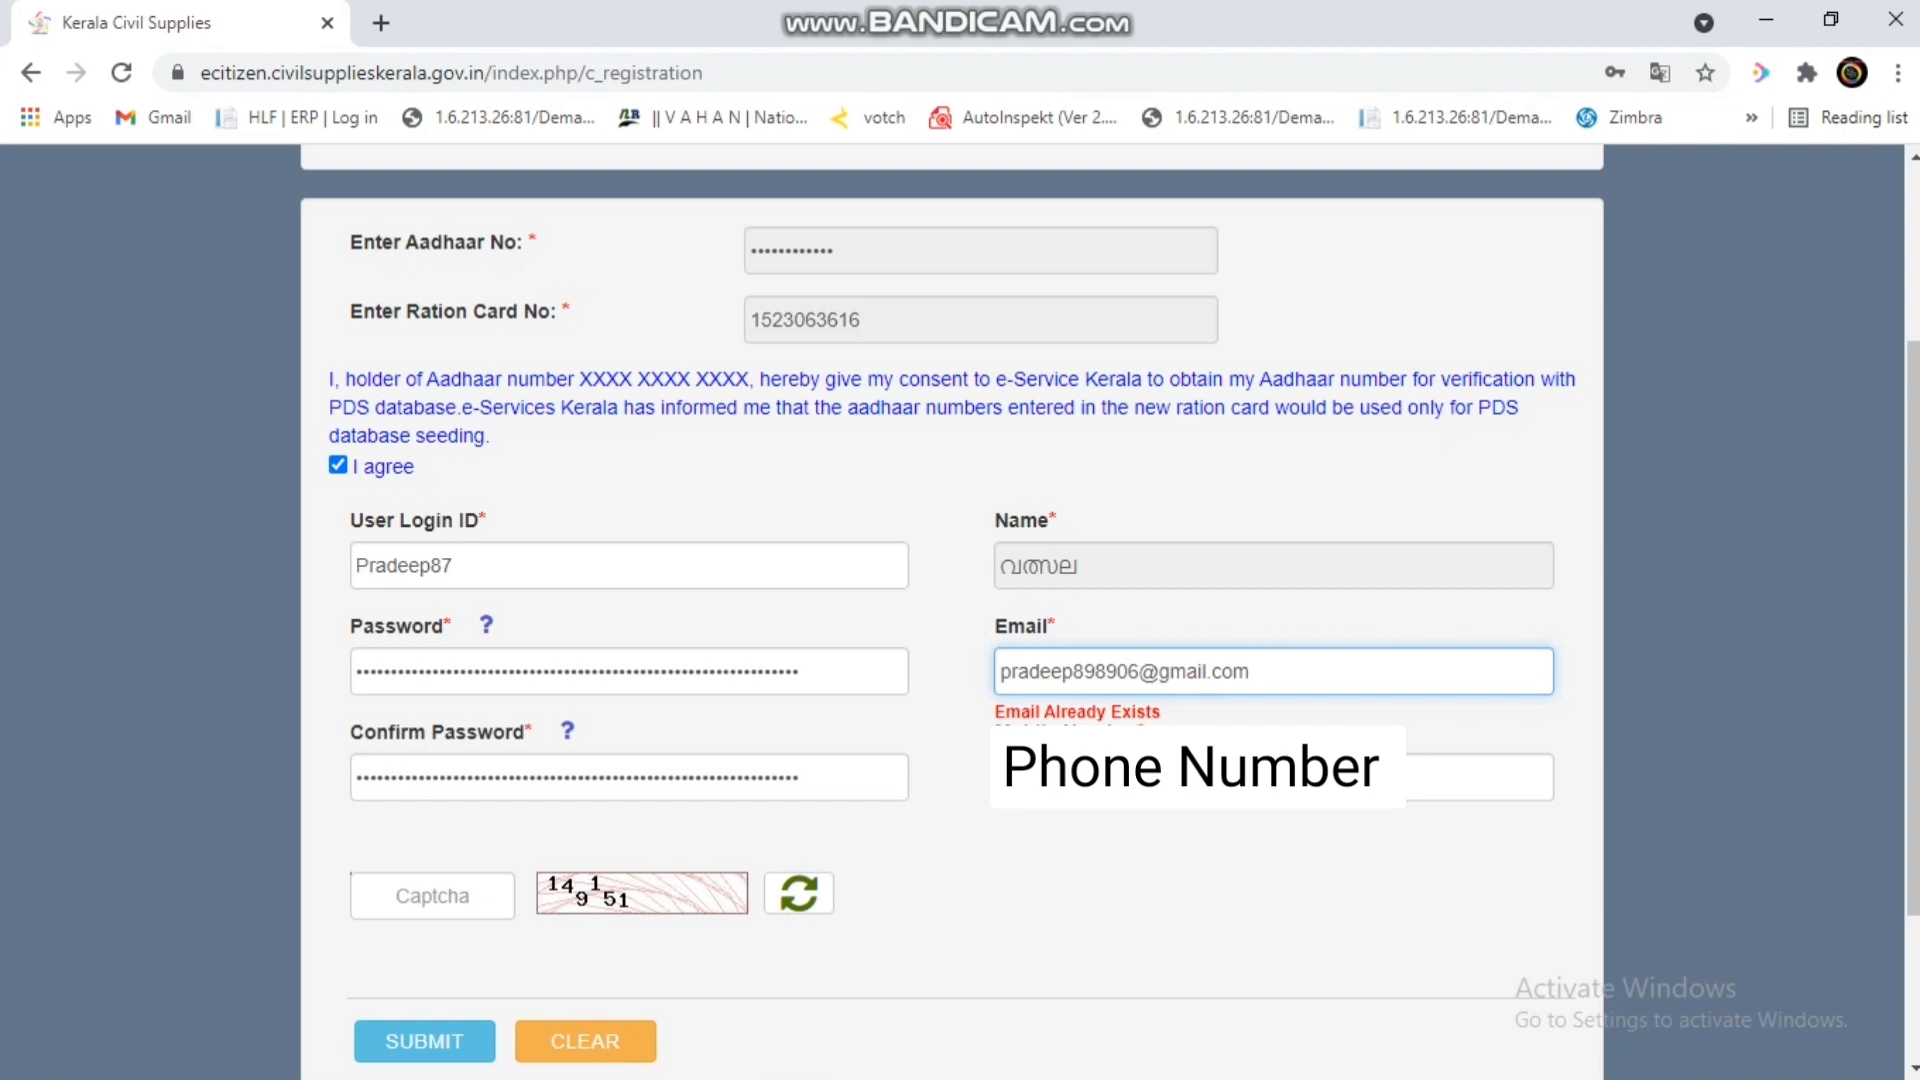 Kerala Civil Supplies
www.BANDICAM.com
ecitizen.civilsupplieskerala.gov.in/index.php/c_registration
Apps Gmail HLF | ERP | Log in 1.6.213.26:81/Dema... || V A H A N | Natio... votch AutoInspekt (Ver 2.... 1.6.213.26:81/Dema... 1.6.213.26:81/Dema... Zimbra » Reading list
Enter Aadhaar No: *
••••••••••••
Enter Ration Card No: *
1523063616
I, holder of Aadhaar number XXXX XXXX XXXX, hereby give my consent to e-Service Kerala to obtain my Aadhaar number for verification with
PDS database.e-Services Kerala has informed me that the aadhaar numbers entered in the new ration card would be used only for PDS
database seeding.
I agree
User Login ID*
Name*
Pradeep87
വത്സല
Password* ?
Email*
pradeep898906@gmail.com
Email Already Exists
Confirm Password* ?
Phone Number
Captcha
149151
SUBMIT
CLEAR
Activate Windows
Go to Settings to activate Windows.